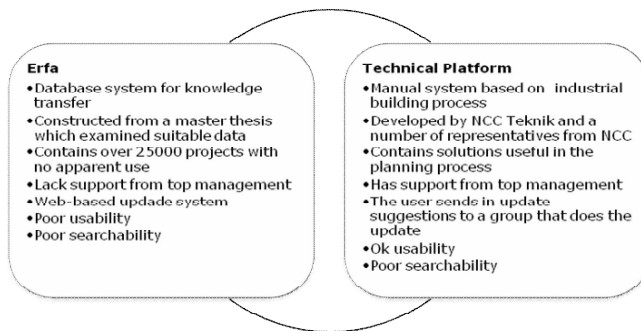 Erfa
•Database system for knowledge
transfer
•Constructed from a master thesis
which examined suitable data
•Contains over 25000 projects with
no apparent use
•Lack support from top management
•Web-based updade system
•Poor usability
•Poor searchability
Technical Platform
•Manual system based on industrial
building process
•Developed by NCC Teknik and a
number of representatives from NCC
•Contains solutions useful in the
planning process
•Has support from top management
•The user sends in update
suggestions to a group that does the
update
•Ok usability
•Poor searchability